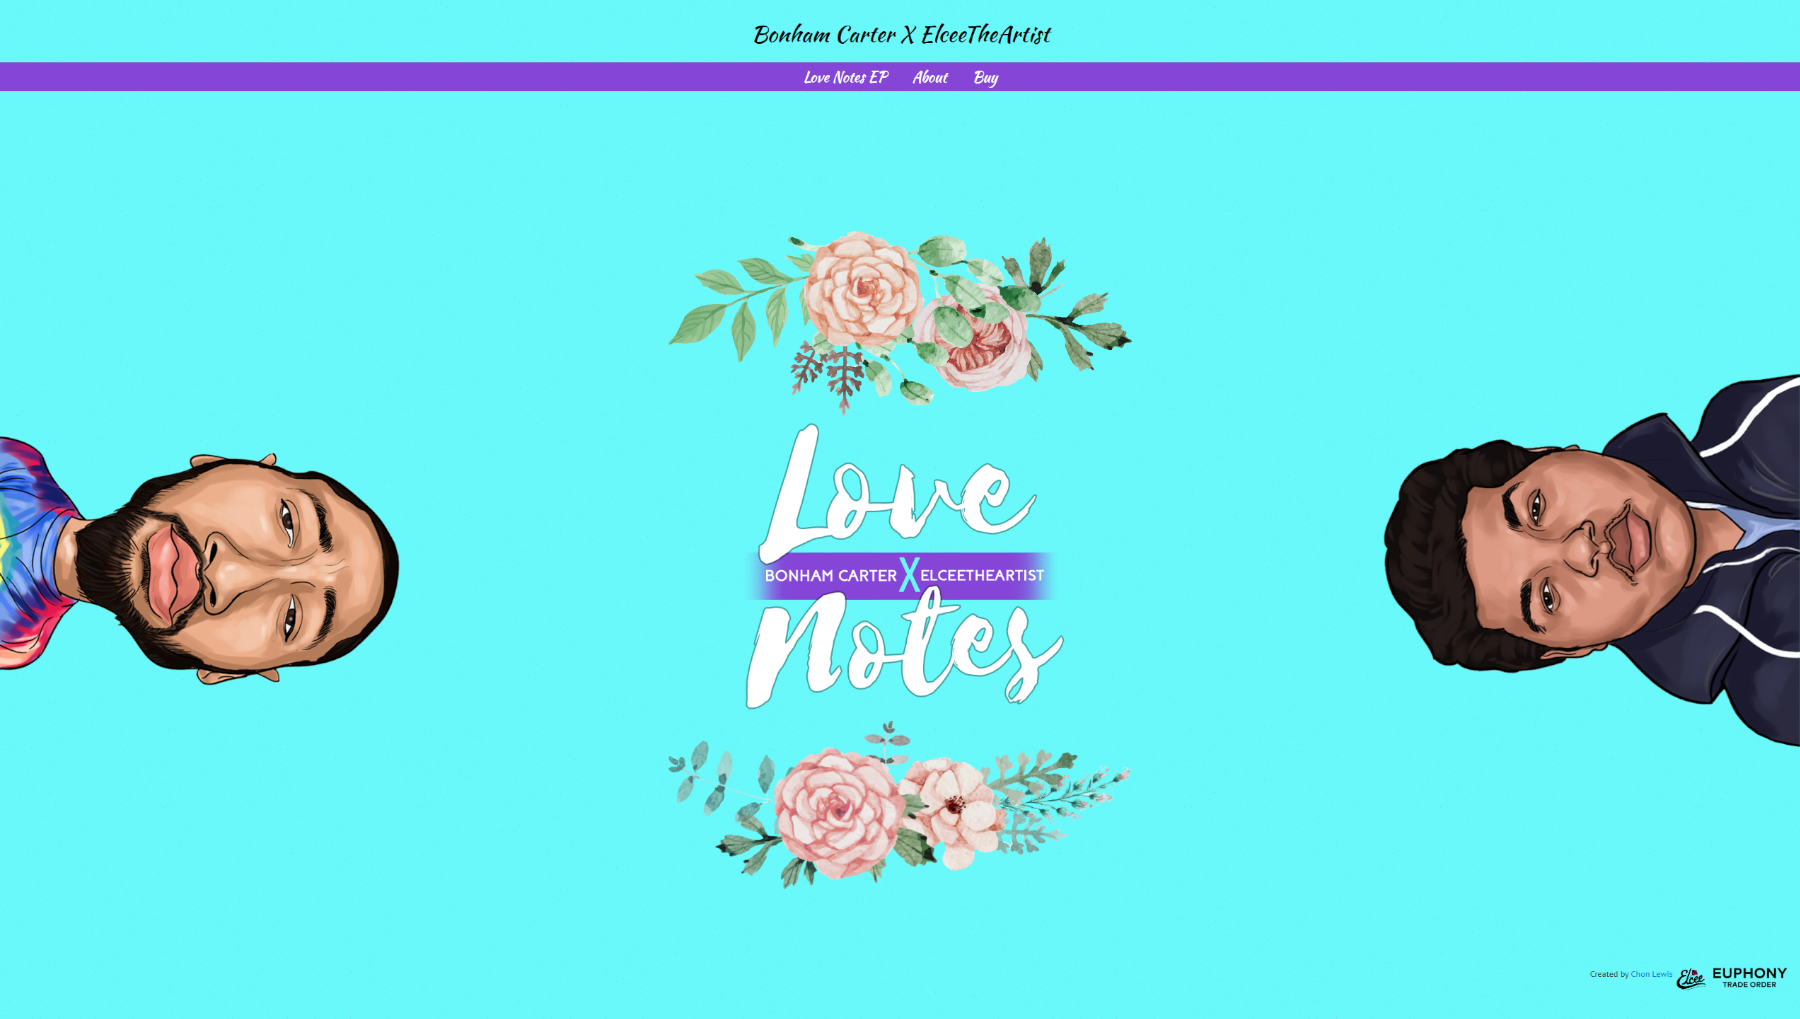 Bonham Carter X ElceeTheArtist
Love Notes EP About Buy
Love
BONHAM CARTER X ELCEETHEARTIST
Notes
Created by Chon Lewis Elcee EUPHONY
TRADE ORDER